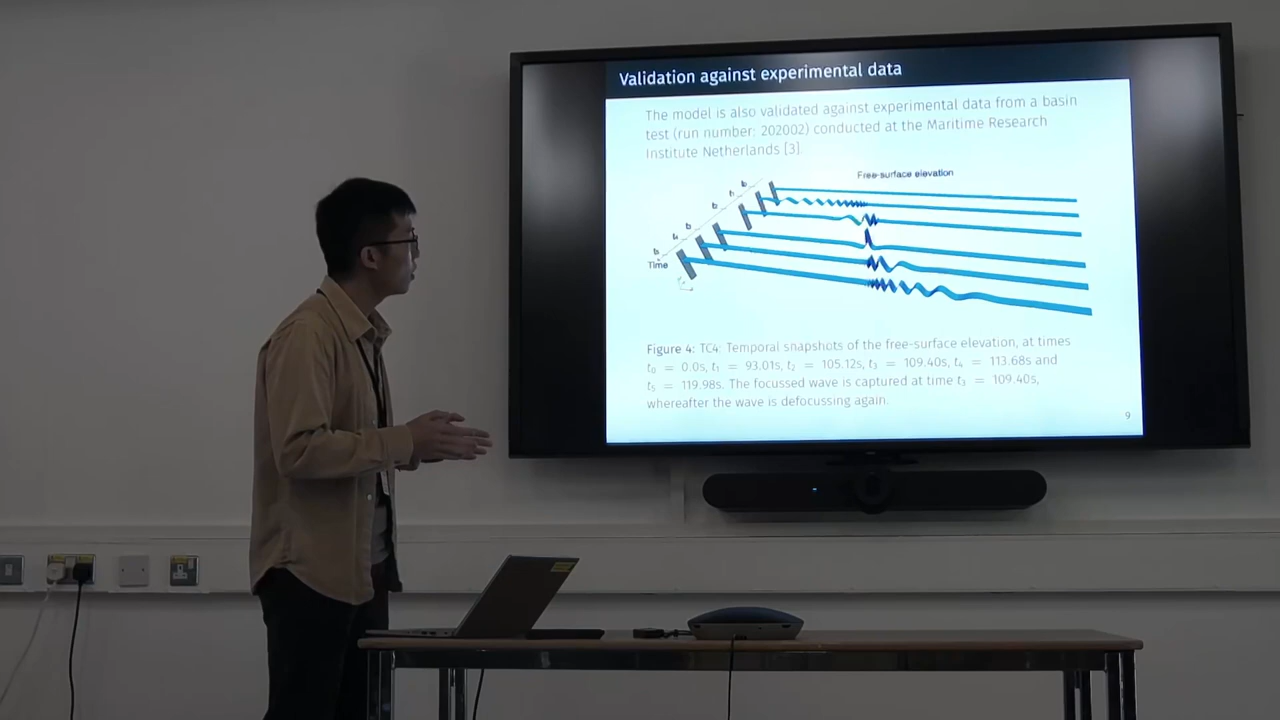 Validation against experimental data
The model is also validated against experimental data from a basin
test (run number: 202002) conducted at the Maritime Research
Institute Netherlands [3].
Free-surface elevation
Time
Figure 4: TC4: Temporal snapshots of the free-surface elevation, at times
t₀ = 0.0s, t₁ = 93.01s, t₂ = 105.12s, t₃ = 109.40s, t₄ = 113.68s and
t₅ = 119.98s. The focussed wave is captured at time t₃ = 109.40s,
whereafter the wave is defocussing again.
9